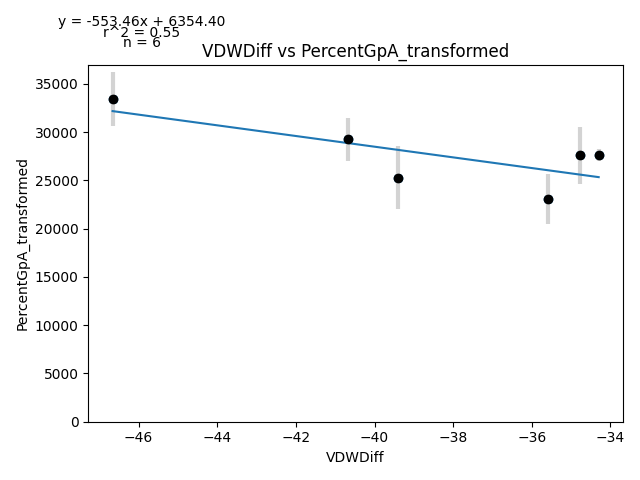 y = -553.46x + 6354.40
r^2 = 0.55
n = 6
VDWDiff vs PercentGpA_transformed
PercentGpA_transformed
35000
30000
25000
20000
15000
10000
5000
0
−46
−44
−42
−40
−38
−36
−34
VDWDiff